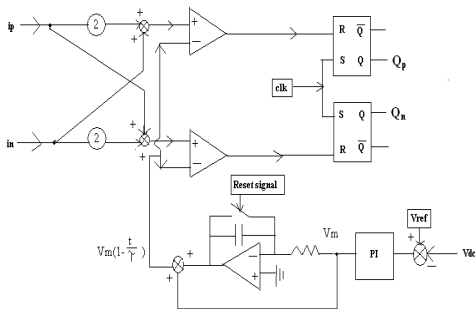 ip
2
+
+
+
−
R
Q̅
S
Q
Qp
clk
in
2
+
+
+
−
S
Q
Qn
R
Q̅
Reset signal
Vm(1-t/τ)
+
+
−
+
Vm
PI
Vref
+
−
Vdc